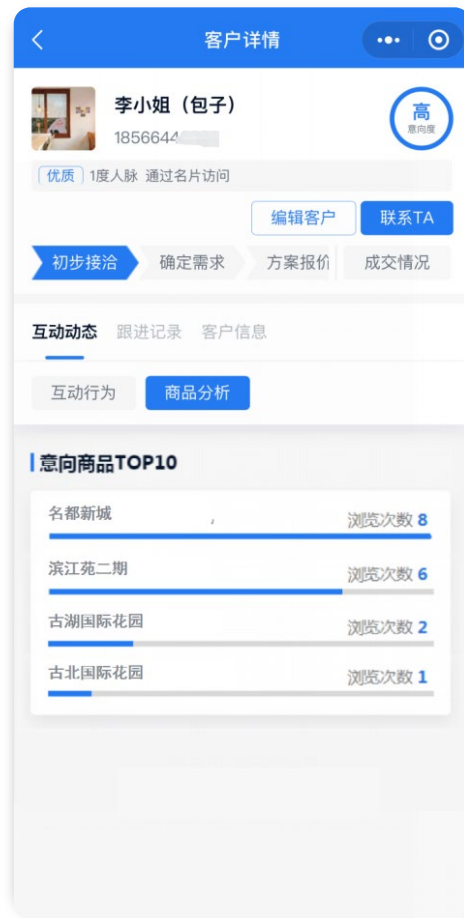 客户详情
李小姐（包子）
高
意向度
1856644
优质 1度人脉 通过名片访问
编辑客户 联系TA
初步接洽 确定需求 方案报价 成交情况
互动动态 跟进记录 客户信息
互动行为 商品分析
意向商品TOP10
名都新城 浏览次数 8
滨江苑二期 浏览次数 6
古湖国际花园 浏览次数 2
古北国际花园 浏览次数 1